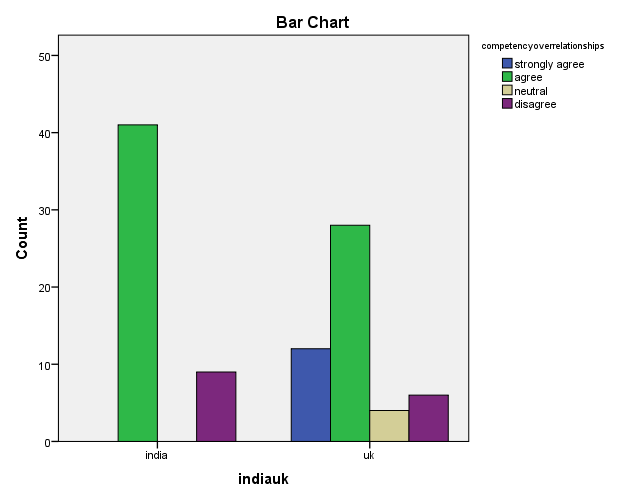 Bar Chart
competencyoverrelationships
strongly agree
agree
neutral
disagree
50
40
30
20
10
0
Count
india
uk
indiauk